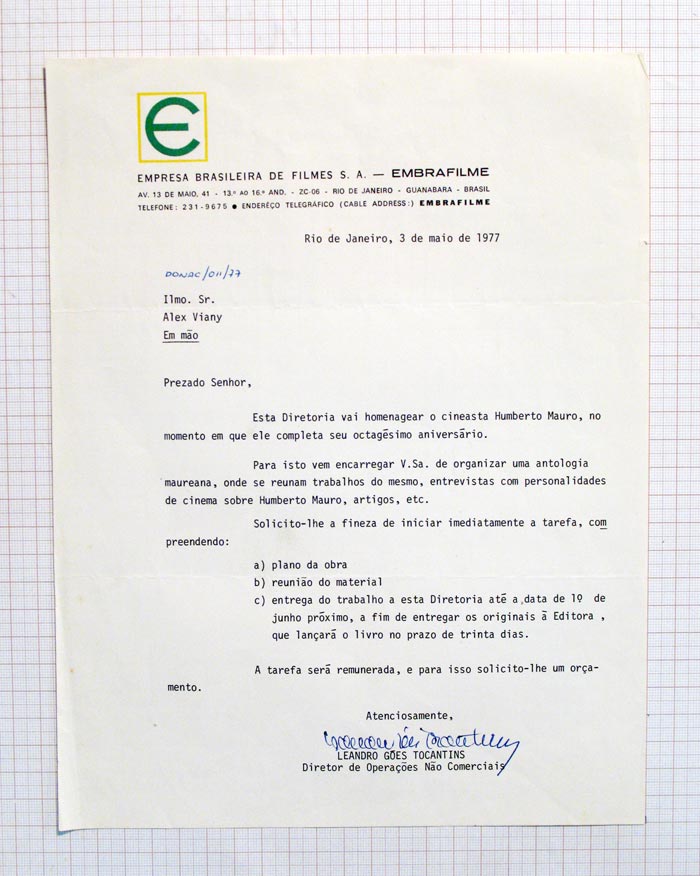 E
EMPRESA BRASILEIRA DE FILMES S. A. — EMBRAFILME
AV. 13 DE MAIO, 41 - 13.º AO 16.º AND. - ZC-06 - RIO DE JANEIRO - GUANABARA - BRASIL
TELEFONE: 231-9675 ● ENDERÊÇO TELEGRÁFICO (CABLE ADDRESS:) EMBRAFILME
Rio de Janeiro, 3 de maio de 1977
DONAC/011/77
Ilmo. Sr.
Alex Viany
Em mão
Prezado Senhor,
Esta Diretoria vai homenagear o cineasta Humberto Mauro, no
momento em que ele completa seu octagésimo aniversário.
Para isto vem encarregar V.Sa. de organizar uma antologia
maureana, onde se reunam trabalhos do mesmo, entrevistas com personalidades
de cinema sobre Humberto Mauro, artigos, etc.
Solicito-lhe a fineza de iniciar imediatamente a tarefa, com
preendendo:
a) plano da obra
b) reunião do material
c) entrega do trabalho a esta Diretoria até a data de 1º de
junho próximo, a fim de entregar os originais à Editora ,
que lançará o livro no prazo de trinta dias.
A tarefa será remunerada, e para isso solicito-lhe um orça-
mento.
Atenciosamente,
LEANDRO GÓES TOCANTINS
Diretor de Operações Não Comerciais